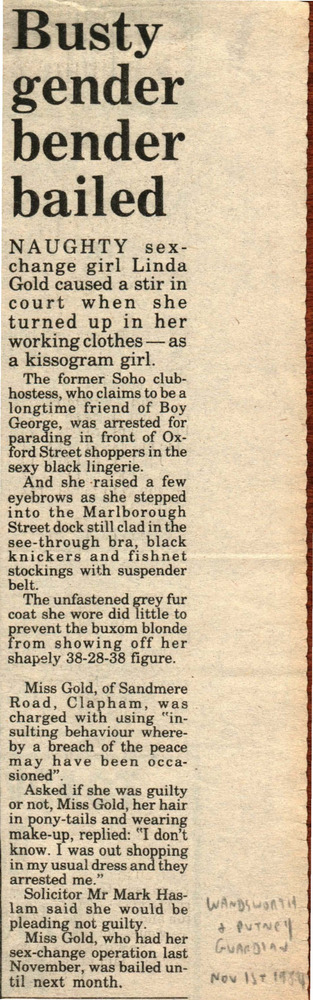 Busty
gender
bender
bailed
NAUGHTY sex-
change girl Linda
Gold caused a stir in
court when she
turned up in her
working clothes — as
a kissogram girl.
The former Soho club-
hostess, who claims to be a
longtime friend of Boy
George, was arrested for
parading in front of Ox-
ford Street shoppers in the
sexy black lingerie.
And she raised a few
eyebrows as she stepped
into the Marlborough
Street dock still clad in the
see-through bra, black
knickers and fishnet
stockings with suspender
belt.
The unfastened grey fur
coat she wore did little to
prevent the buxom blonde
from showing off her
shapely 38-28-38 figure.
Miss Gold, of Sandmere
Road, Clapham, was
charged with using "in-
sulting behaviour where-
by a breach of the peace
may have been occa-
sioned".
Asked if she was guilty
or not, Miss Gold, her hair
in pony-tails and wearing
make-up, replied: "I don't
know. I was out shopping
in my usual dress and they
arrested me."
Solicitor Mr Mark Has-
lam said she would be
pleading not guilty.
Miss Gold, who had her
sex-change operation last
November, was bailed un-
til next month.
WANDSWORTH
& PUTNEY
GUARDIAN
NOV 1ST